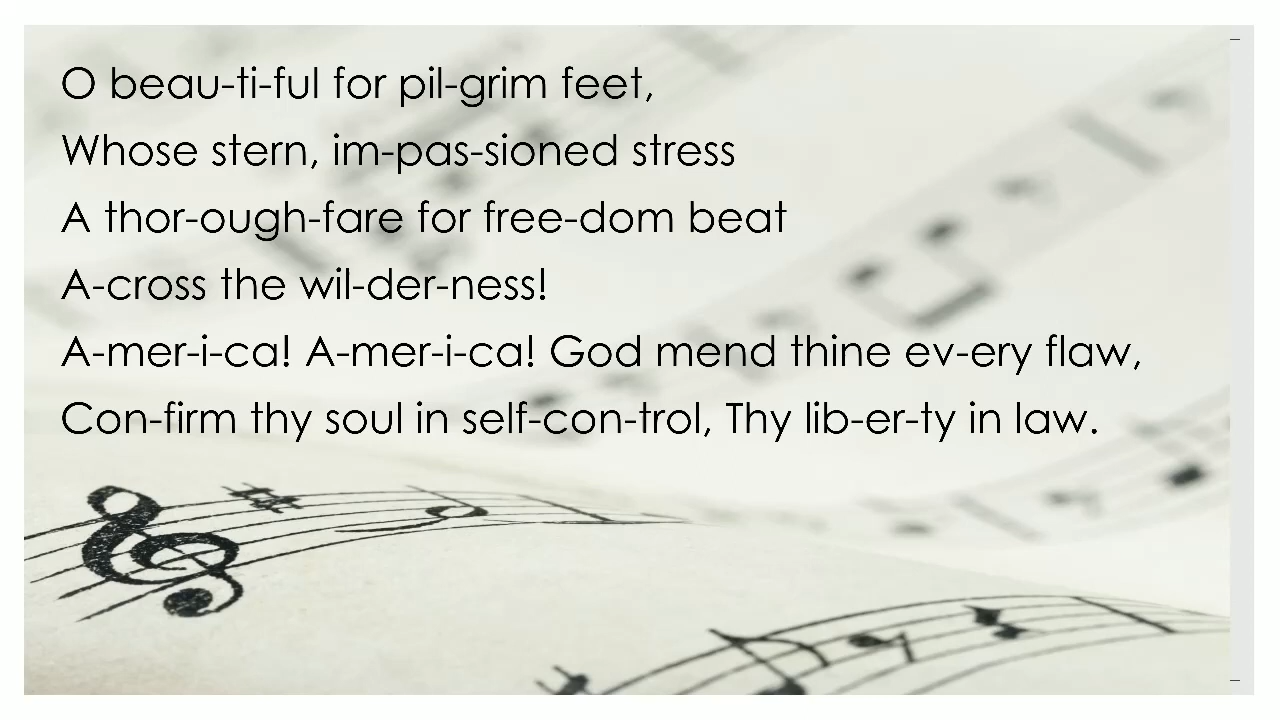 O beau-ti-ful for pil-grim feet,
Whose stern, im-pas-sioned stress
A thor-ough-fare for free-dom beat
A-cross the wil-der-ness!
A-mer-i-ca! A-mer-i-ca! God mend thine ev-ery flaw,
Con-firm thy soul in self-con-trol, Thy lib-er-ty in law.